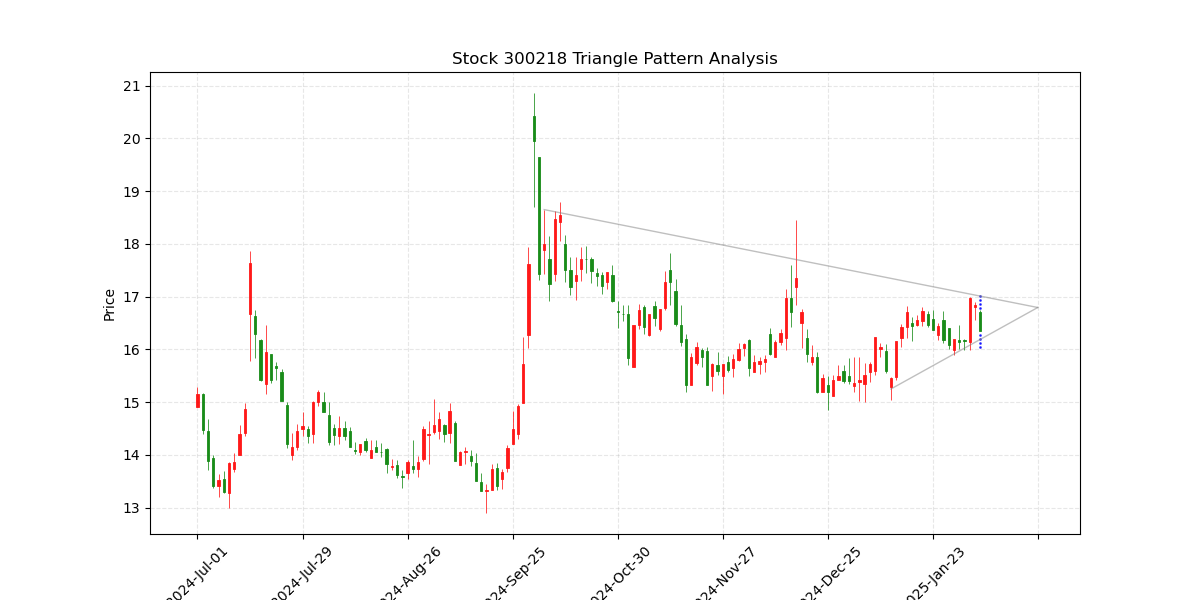 Stock 300218 Triangle Pattern Analysis
21
20
19
18
17
16
15
14
13
Price
2024-Jul-01
2024-Jul-29
2024-Aug-26
2024-Sep-25
2024-Oct-30
2024-Nov-27
2024-Dec-25
2025-Jan-23